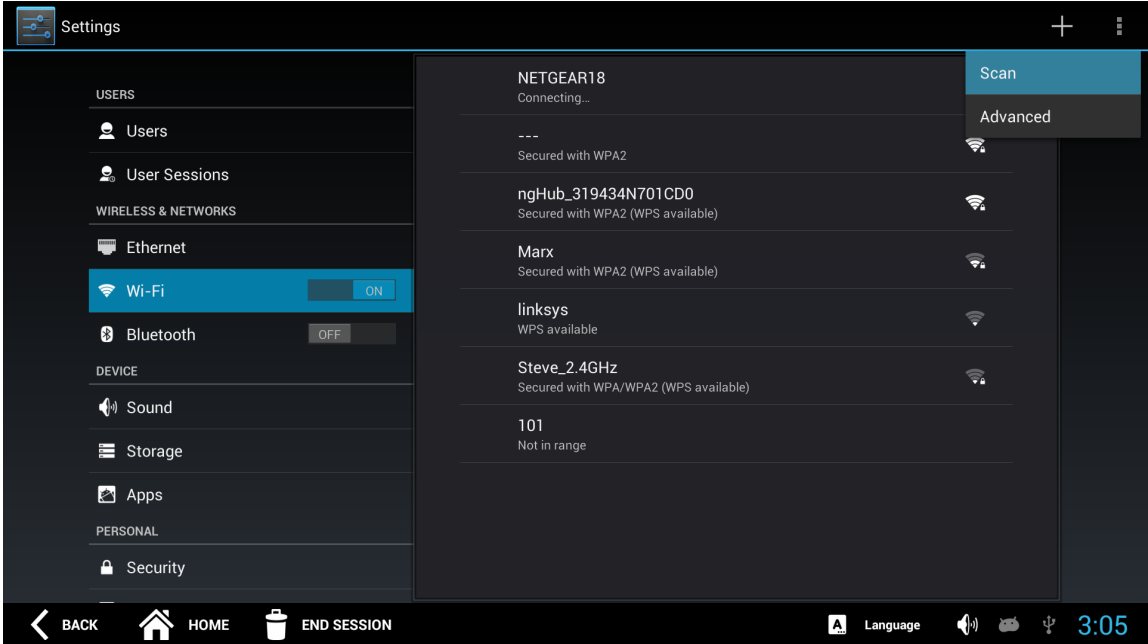 Settings
Scan
Advanced
USERS
Users
User Sessions
WIRELESS & NETWORKS
Ethernet
Wi-Fi ON
Bluetooth OFF
DEVICE
Sound
Storage
Apps
PERSONAL
Security
NETGEAR18
Connecting...
---
Secured with WPA2
ngHub_319434N701CD0
Secured with WPA2 (WPS available)
Marx
Secured with WPA2 (WPS available)
linksys
WPS available
Steve_2.4GHz
Secured with WPA/WPA2 (WPS available)
101
Not in range
BACK HOME END SESSION A Language 3:05